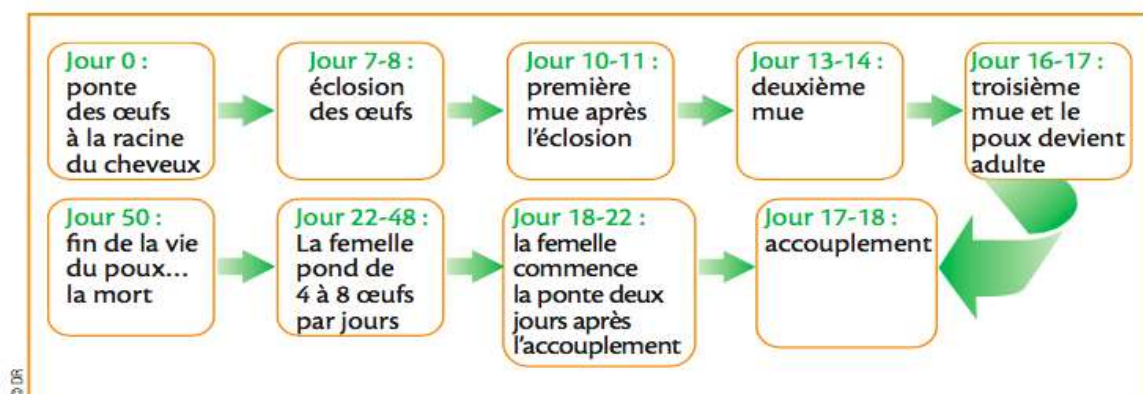 Jour 0 :
ponte
des œufs
à la racine
du cheveux
Jour 7-8 :
éclosion
des œufs
Jour 10-11 :
première
mue après
l'éclosion
Jour 13-14 :
deuxième
mue
Jour 16-17 :
troisième
mue et le
poux devient
adulte
Jour 50 :
fin de la vie
du poux...
la mort
Jour 22-48 :
La femelle
pond de
4 à 8 œufs
par jours
Jour 18-22 :
la femelle
commence
la ponte deux
jours après
l'accouplement
Jour 17-18 :
accouplement
© DR